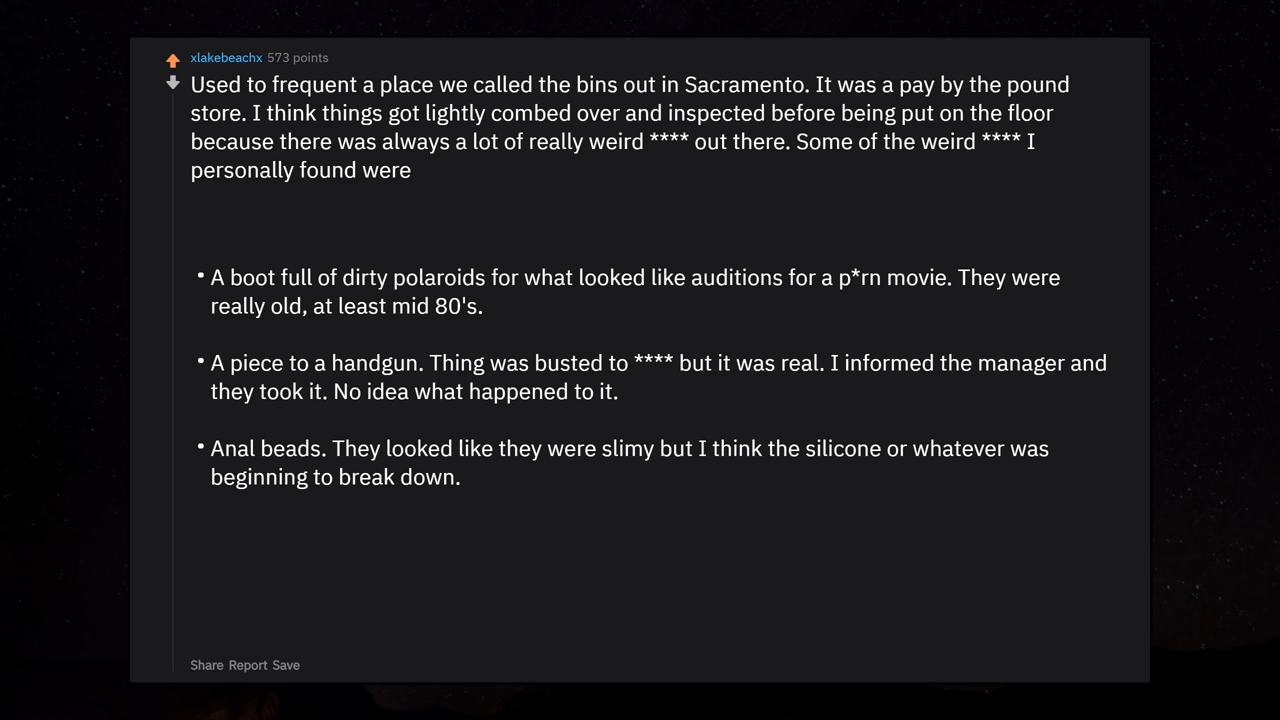 xlakebeachx 573 points
Used to frequent a place we called the bins out in Sacramento. It was a pay by the pound
store. I think things got lightly combed over and inspected before being put on the floor
because there was always a lot of really weird **** out there. Some of the weird **** I
personally found were
• A boot full of dirty polaroids for what looked like auditions for a p*rn movie. They were
really old, at least mid 80's.
• A piece to a handgun. Thing was busted to **** but it was real. I informed the manager and
they took it. No idea what happened to it.
• Anal beads. They looked like they were slimy but I think the silicone or whatever was
beginning to break down.
Share Report Save